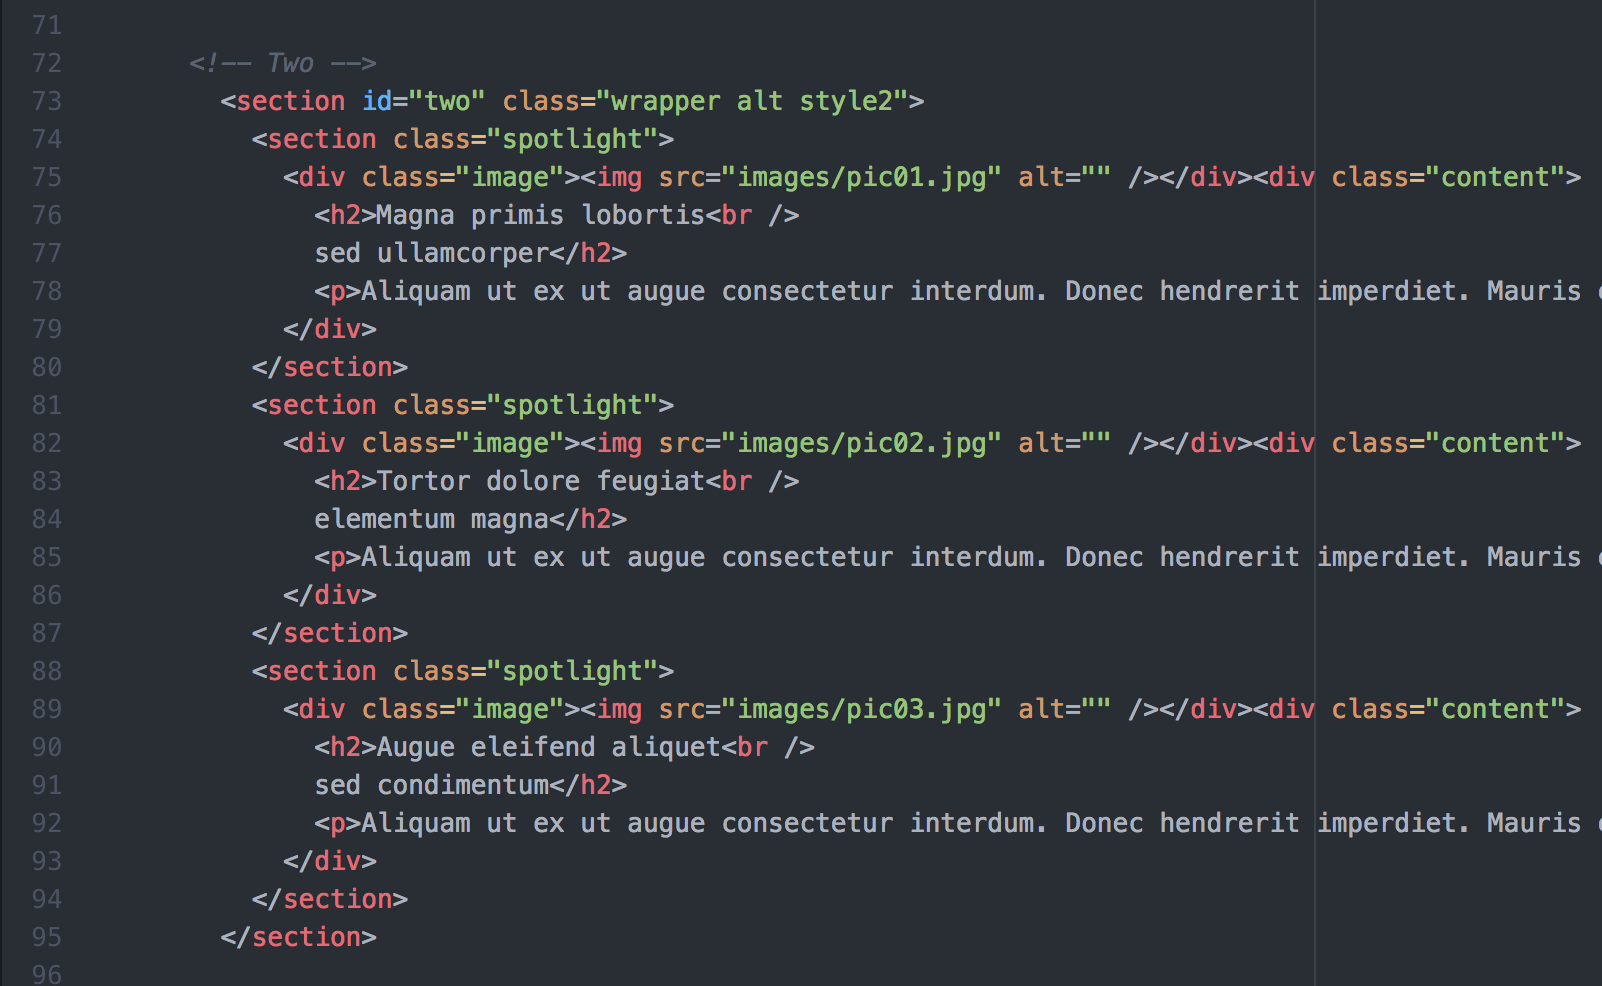 71
72 <!-- Two -->
73 <section id="two" class="wrapper alt style2">
74 <section class="spotlight">
75 <div class="image"><img src="images/pic01.jpg" alt="" /></div><div class="content">
76 <h2>Magna primis lobortis<br />
77 sed ullamcorper</h2>
78 <p>Aliquam ut ex ut augue consectetur interdum. Donec hendrerit imperdiet. Mauris
79 </div>
80 </section>
81 <section class="spotlight">
82 <div class="image"><img src="images/pic02.jpg" alt="" /></div><div class="content">
83 <h2>Tortor dolore feugiat<br />
84 elementum magna</h2>
85 <p>Aliquam ut ex ut augue consectetur interdum. Donec hendrerit imperdiet. Mauris
86 </div>
87 </section>
88 <section class="spotlight">
89 <div class="image"><img src="images/pic03.jpg" alt="" /></div><div class="content">
90 <h2>Augue eleifend aliquet<br />
91 sed condimentum</h2>
92 <p>Aliquam ut ex ut augue consectetur interdum. Donec hendrerit imperdiet. Mauris
93 </div>
94 </section>
95 </section>
96